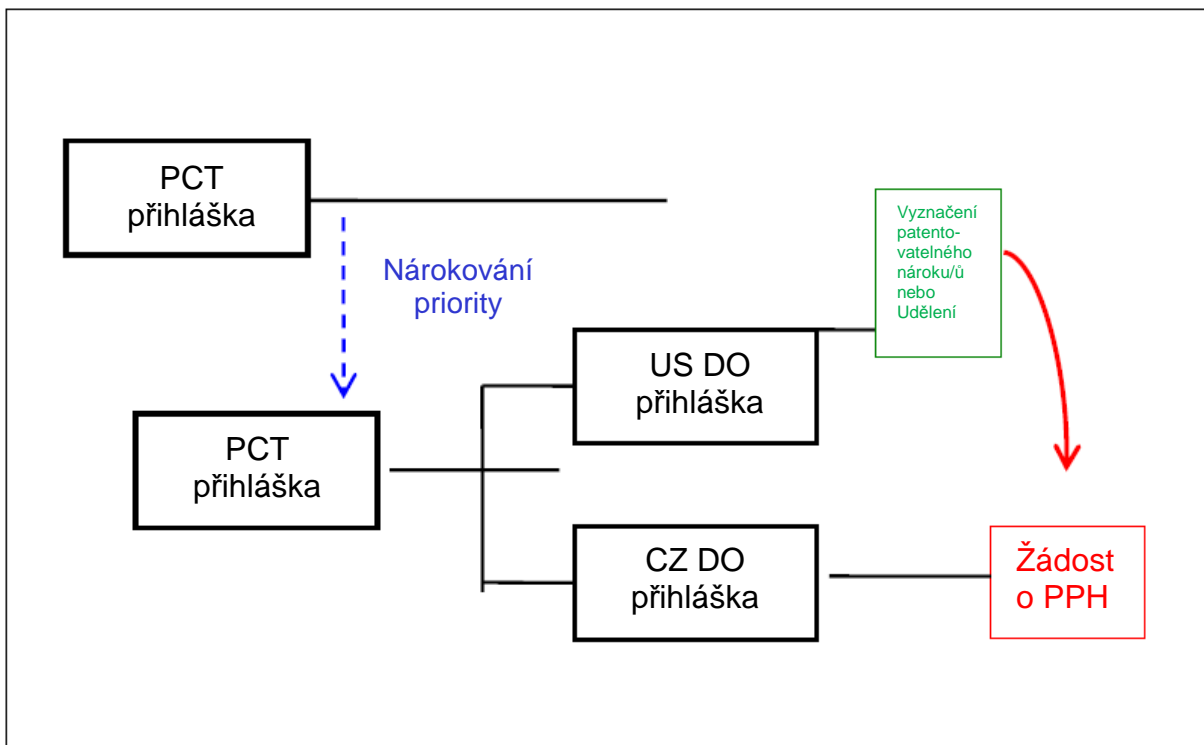 PCT
přihláška
Nárokování
priority
Vyznačení
patento-
vatelného
nároku/ů
nebo
Udělení
US DO
přihláška
PCT
přihláška
CZ DO
přihláška
Žádost
o PPH